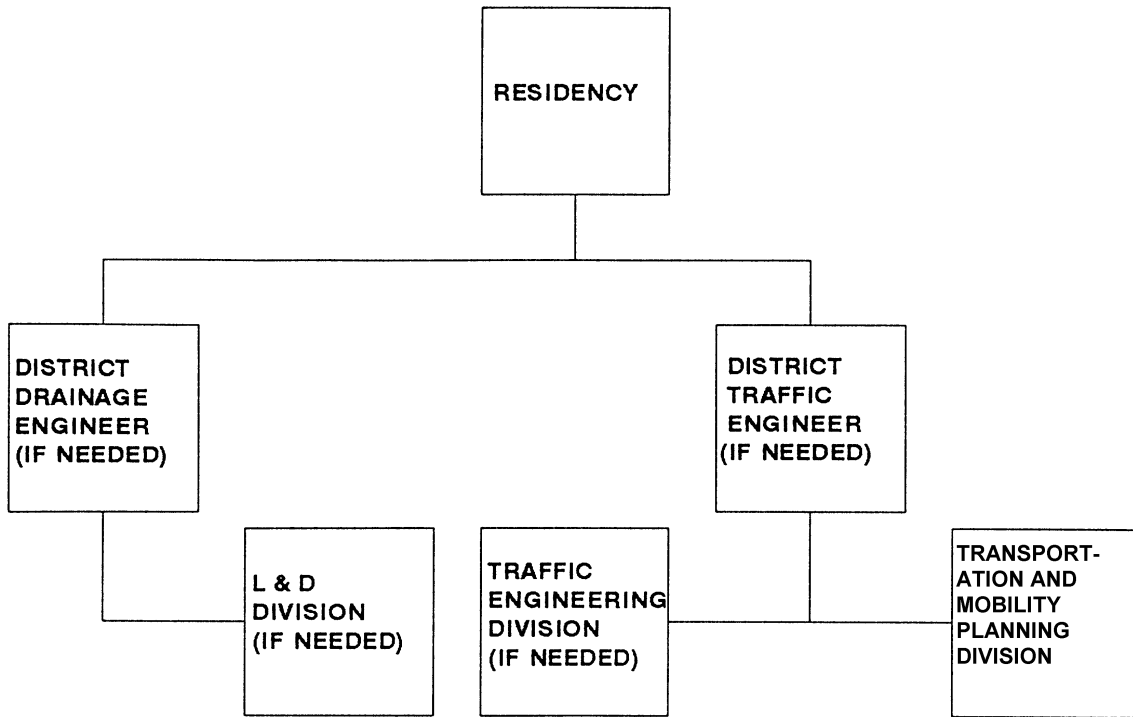 RESIDENCY
DISTRICT
DRAINAGE
ENGINEER
(IF NEEDED)
DISTRICT
TRAFFIC
ENGINEER
(IF NEEDED)
L & D
DIVISION
(IF NEEDED)
TRAFFIC
ENGINEERING
DIVISION
(IF NEEDED)
TRANSPORT-
ATION AND
MOBILITY
PLANNING
DIVISION